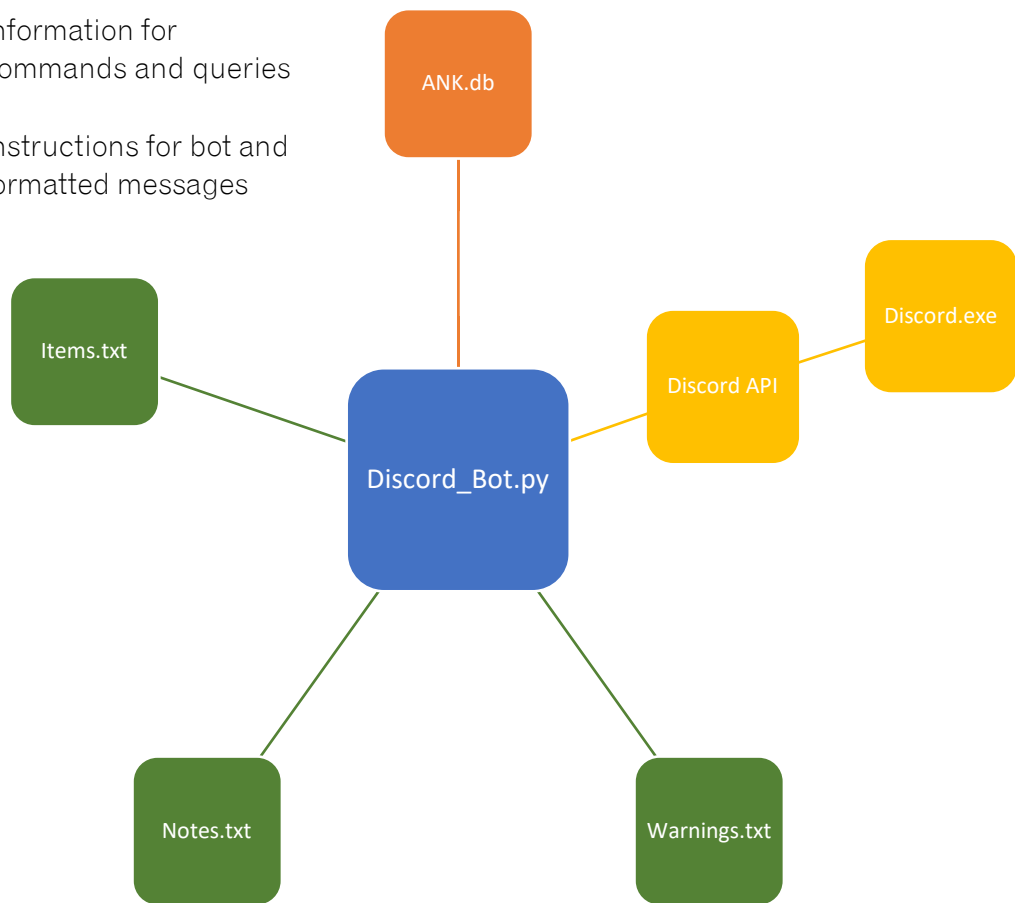 nformation for
ommands and queries
nstructions for bot and
ormatted messages
ANK.db
Items.txt
Discord.exe
Discord API
Discord_Bot.py
Notes.txt
Warnings.txt